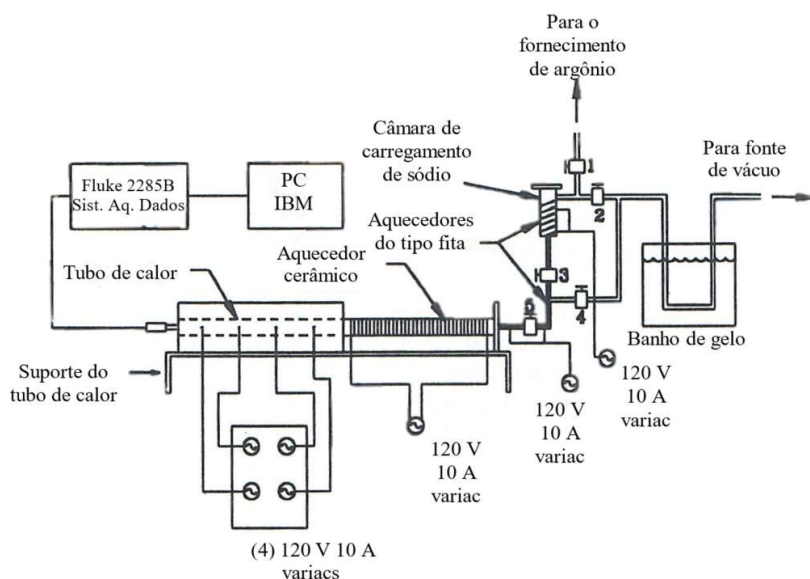 Para o
fornecimento
de argônio
Câmara de
carregamento
de sódio
Para fonte
de vácuo
1
2
Fluke 2285B
Sist. Aq. Dados
PC
IBM
Aquecedores
do tipo fita
Aquecedor
cerâmico
Tubo de calor
3
4
5
Banho de gelo
Suporte do
tubo de calor
120 V
10 A
variac
120 V
10 A
variac
120 V
10 A
variac
(4) 120 V 10 A
variacs